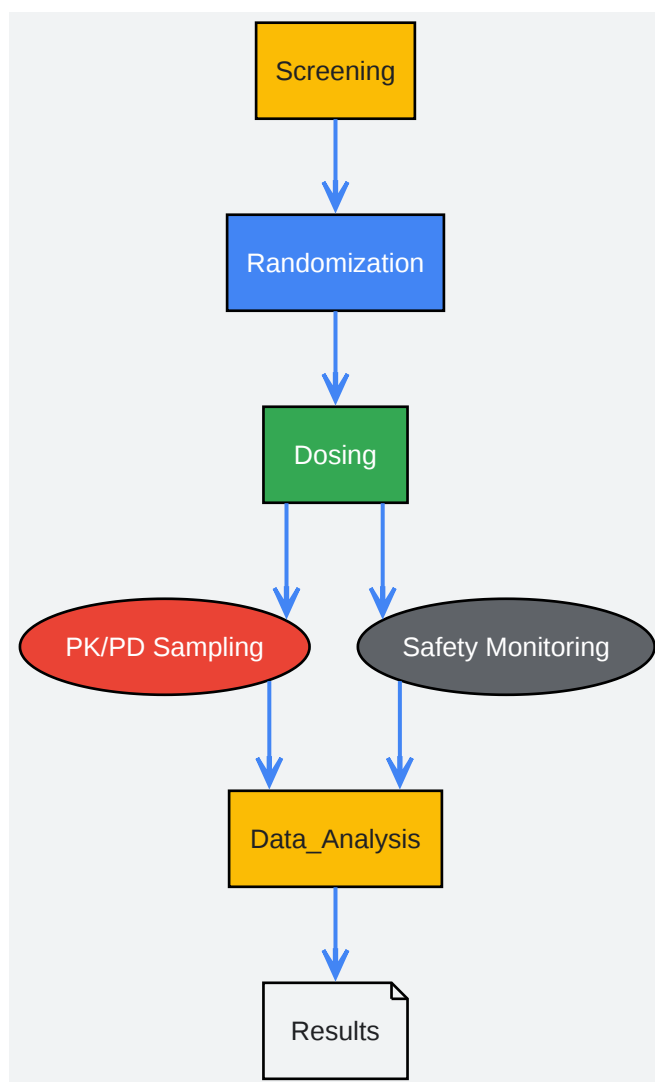 Screening
Randomization
Dosing
PK/PD Sampling
Safety Monitoring
Data_Analysis
Results